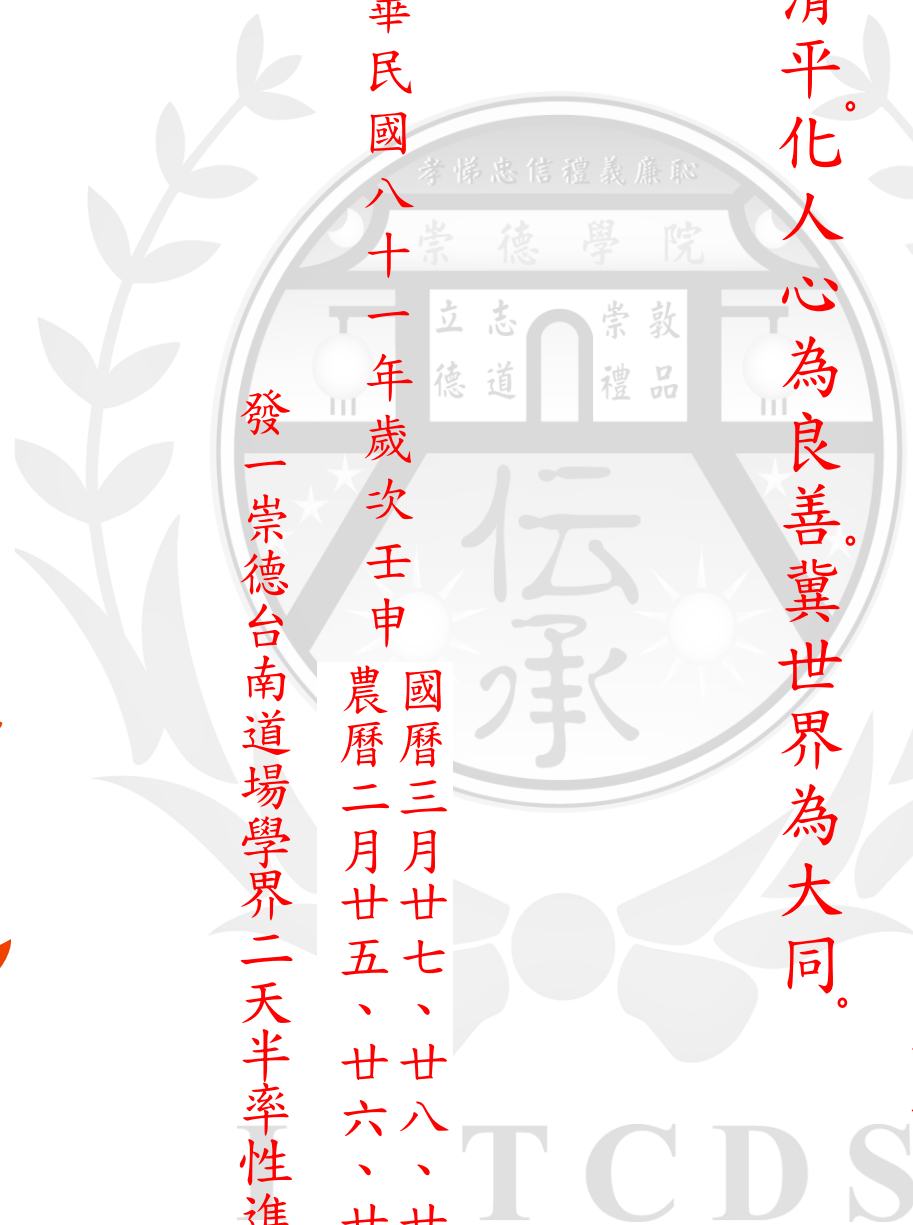 清平。化人心為良善。冀世界為大同。
華民國八十一年歲次壬申
國曆三月廿七、廿八、廿
農曆二月廿五、廿六、廿
發一崇德台南道場學界二天半率性進
孝悌忠信禮義廉恥
崇德學院
立志 崇敦
德道 禮品
伝承
I TCDS